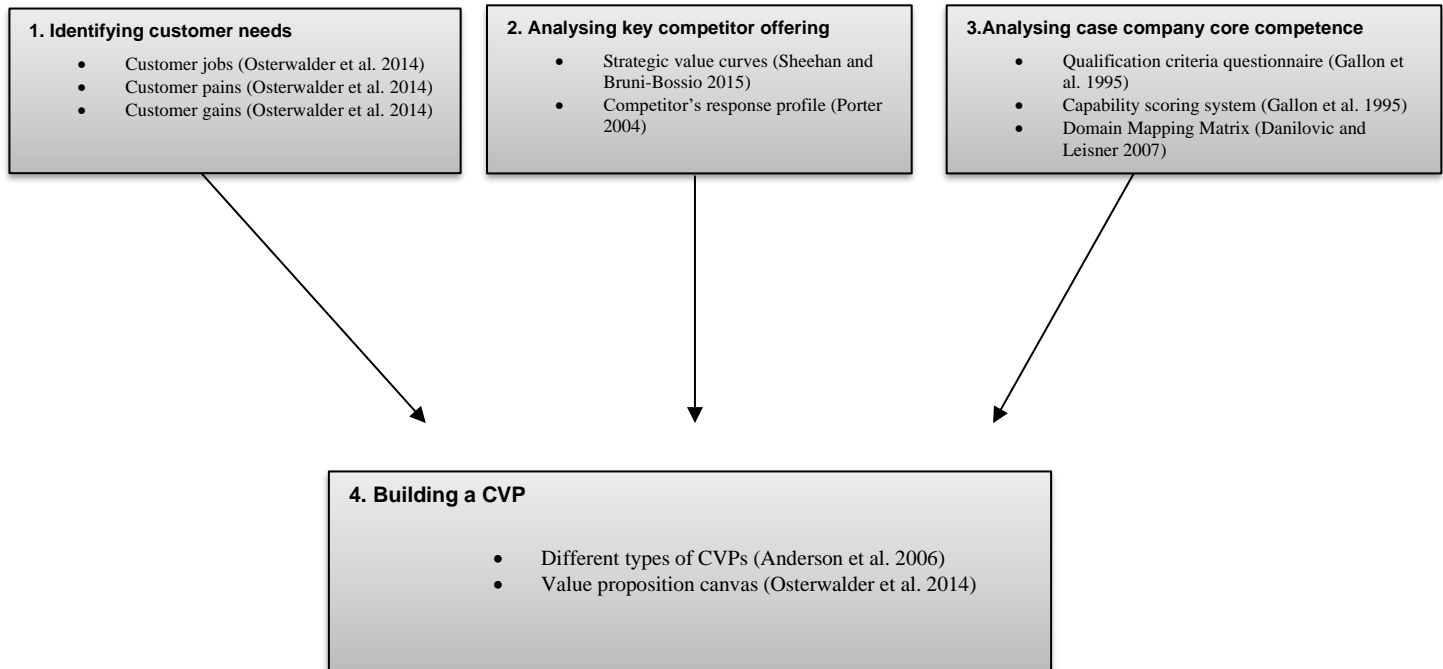 1. Identifying customer needs
• Customer jobs (Osterwalder et al. 2014)
• Customer pains (Osterwalder et al. 2014)
• Customer gains (Osterwalder et al. 2014)
2. Analysing key competitor offering
• Strategic value curves (Sheehan and
Bruni-Bossio 2015)
• Competitor’s response profile (Porter
2004)
3.Analysing case company core competence
• Qualification criteria questionnaire (Gallon et
al. 1995)
• Capability scoring system (Gallon et al. 1995)
• Domain Mapping Matrix (Danilovic and
Leisner 2007)
4. Building a CVP
• Different types of CVPs (Anderson et al. 2006)
• Value proposition canvas (Osterwalder et al. 2014)